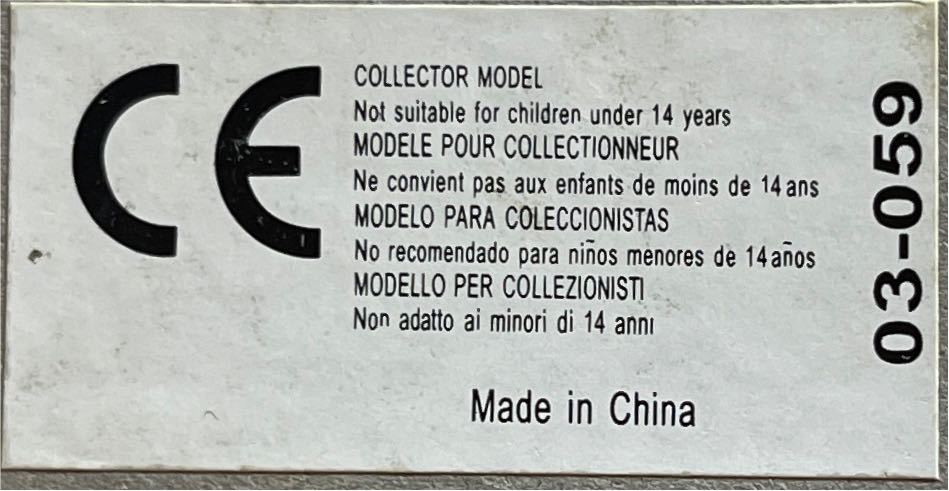 CE
COLLECTOR MODEL
Not suitable for children under 14 years
MODELE POUR COLLECTIONNEUR
Ne convient pas aux enfants de moins de 14 ans
MODELO PARA COLECCIONISTAS
No recomendado para niños menores de 14 años
MODELLO PER COLLEZIONISTI
Non adatto ai minori di 14 anni
Made in China
03-059